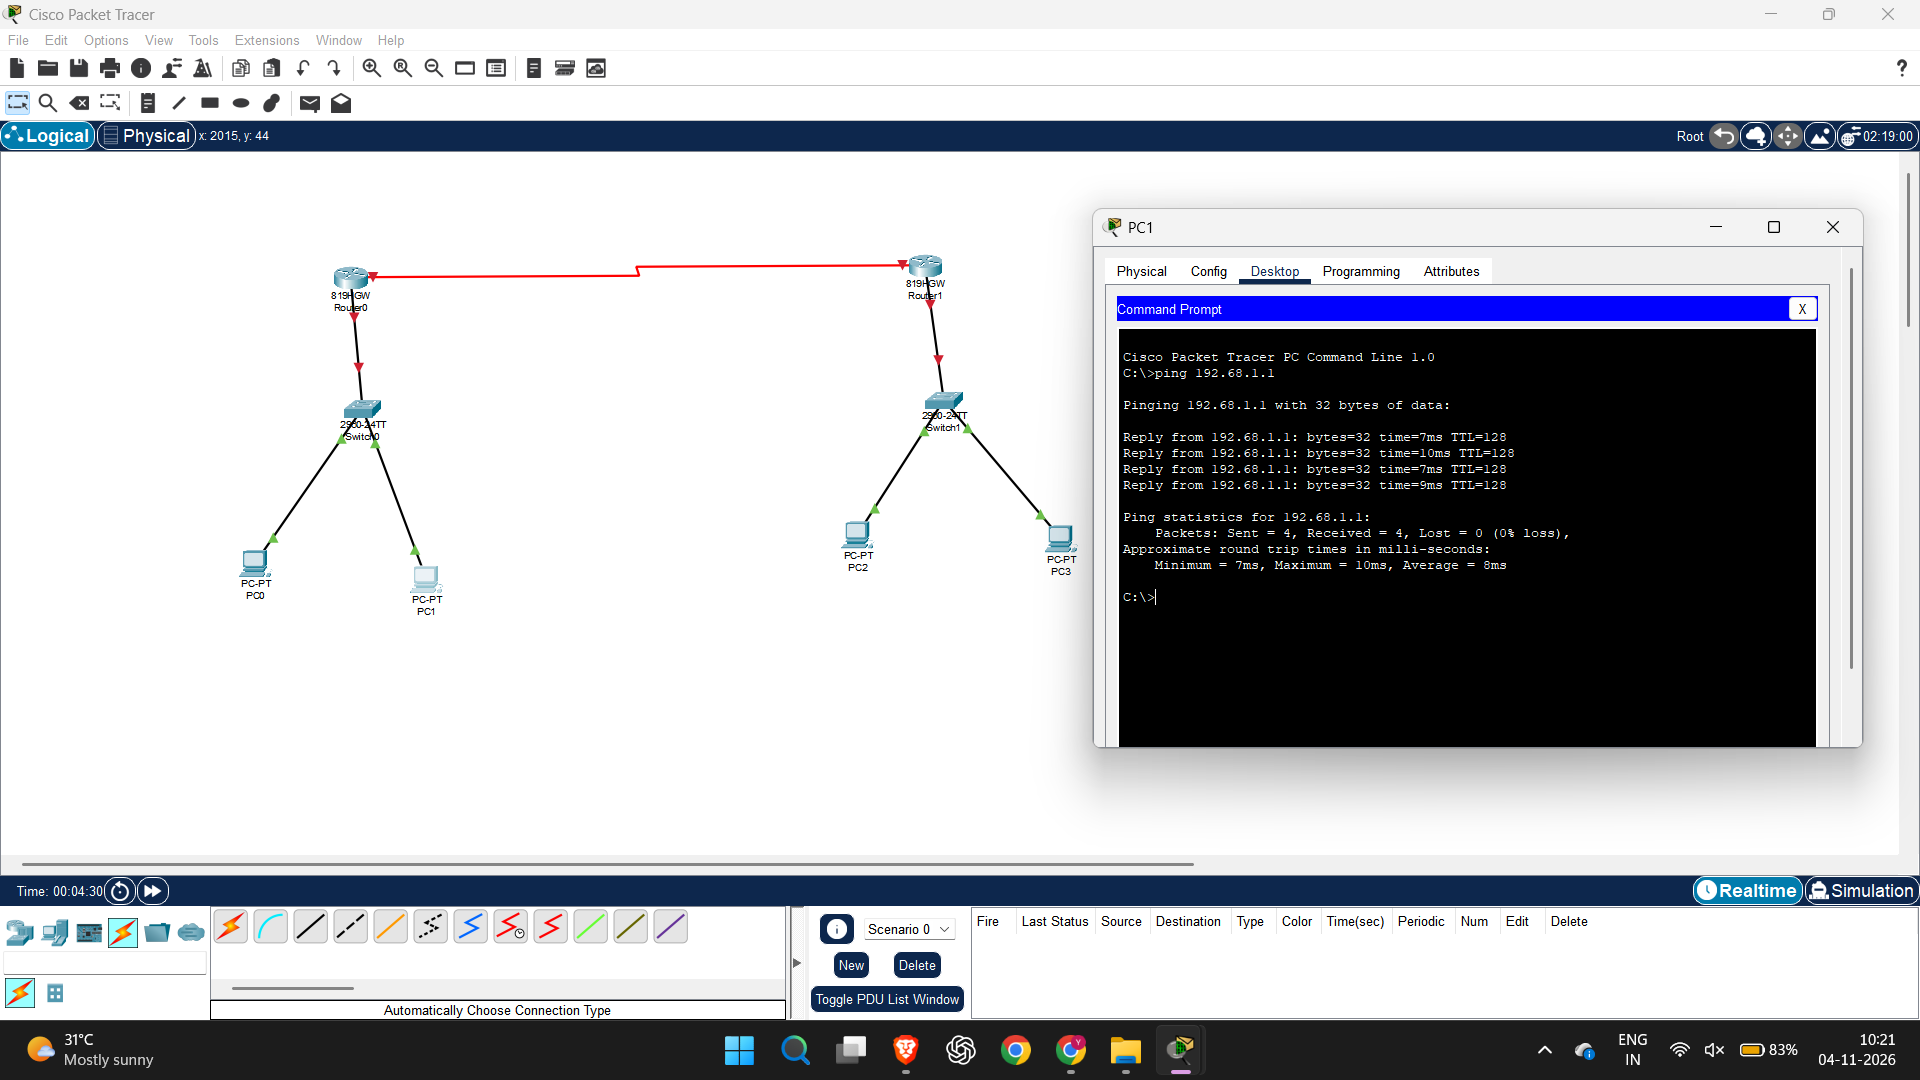 Cisco Packet Tracer
File Edit Options View Tools Extensions Window Help
Logical Physical x: 2015, y: 44 Root 02:19:00
819HGW
Router0
819HGW
Router1
2960-24TT
Switch0
2960-24TT
Switch1
PC-PT
PC0
PC-PT
PC1
PC-PT
PC2
PC-PT
PC3
PC1
Physical Config Desktop Programming Attributes
Command Prompt X
Cisco Packet Tracer PC Command Line 1.0
C:\>ping 192.68.1.1
Pinging 192.68.1.1 with 32 bytes of data:
Reply from 192.68.1.1: bytes=32 time=7ms TTL=128
Reply from 192.68.1.1: bytes=32 time=10ms TTL=128
Reply from 192.68.1.1: bytes=32 time=7ms TTL=128
Reply from 192.68.1.1: bytes=32 time=9ms TTL=128
Ping statistics for 192.68.1.1:
Packets: Sent = 4, Received = 4, Lost = 0 (0% loss),
Approximate round trip times in milli-seconds:
Minimum = 7ms, Maximum = 10ms, Average = 8ms
C:\>
Time: 00:04:30 Realtime Simulation
Automatically Choose Connection Type
Scenario 0
New Delete
Toggle PDU List Window
Fire Last Status Source Destination Type Color Time(sec) Periodic Num Edit Delete
31°C
Mostly sunny
ENG
IN
83%
10:21
04-11-2026